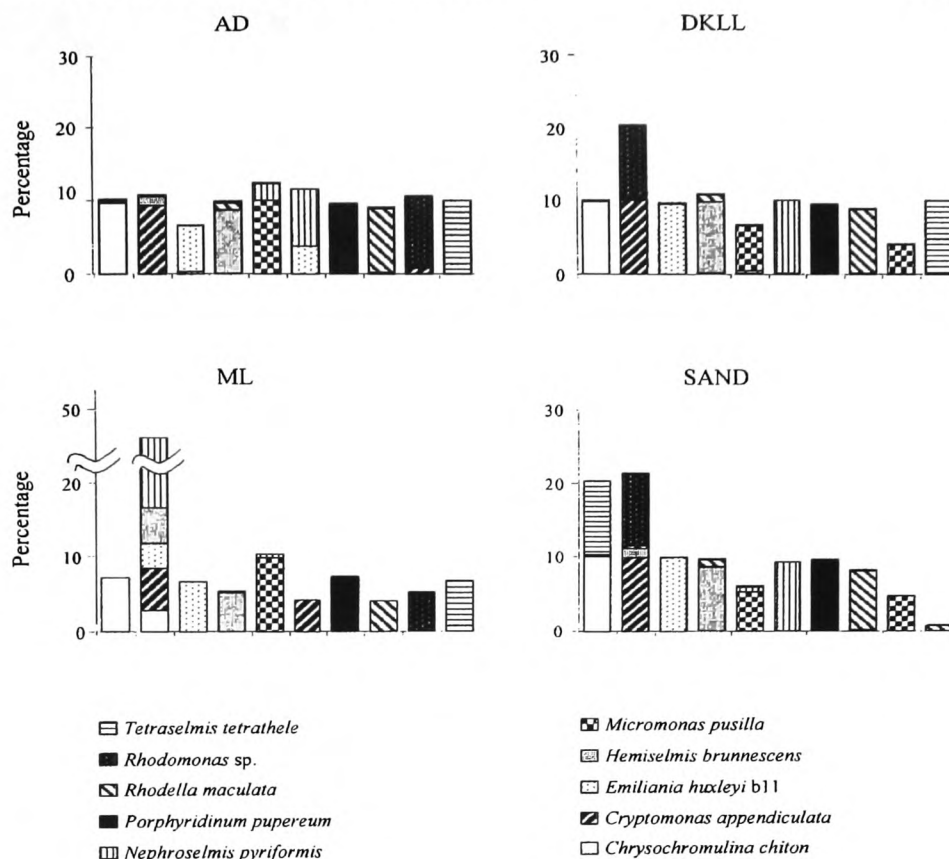 AD
30
20
10
0
Percentage
DKLL
30
20
10
0
ML
50
20
10
0
Percentage
SAND
30
20
10
0
Tetraselmis tetrathele
Rhodomonas sp.
Rhodella maculata
Porphyridinum pupereum
Nephroselmis pyriformis
Micromonas pusilla
Hemiselmis brunnescens
Emiliania huxleyi b11
Cryptomonas appendiculata
Chrysochromulina chiton